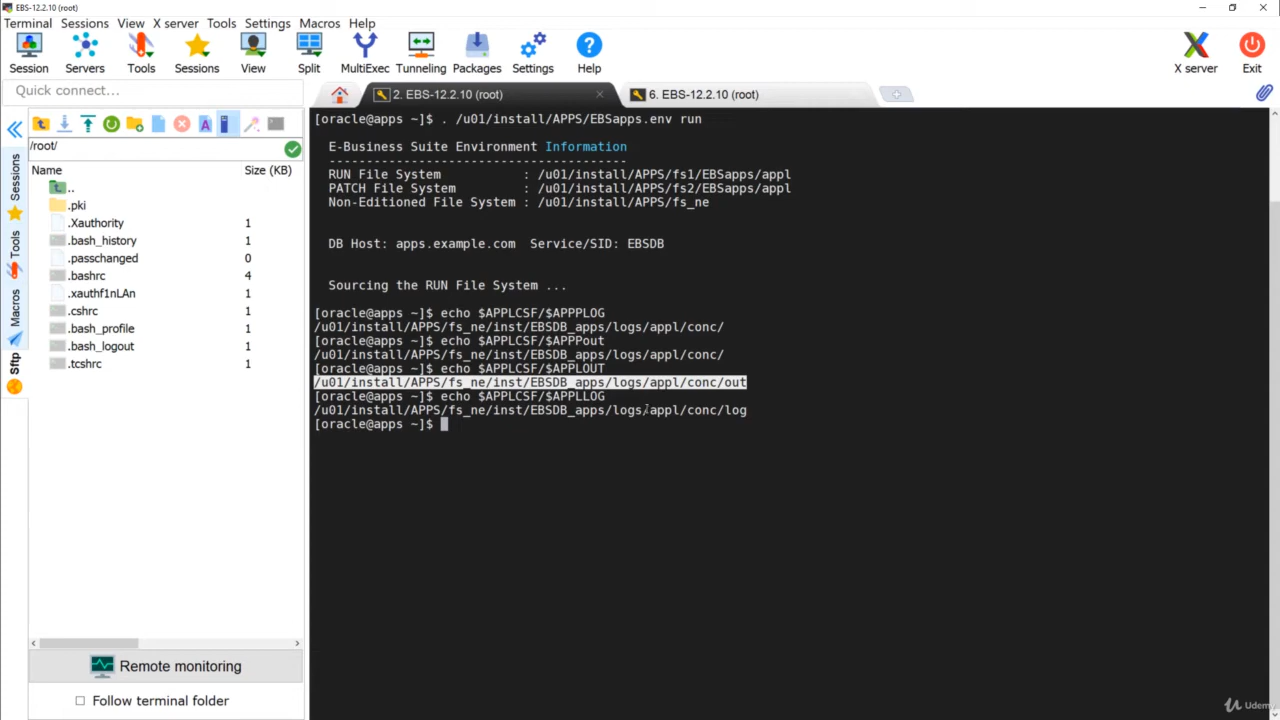 EBS-12.2.10 (root)
Terminal Sessions View X server Tools Settings Macros Help
Session Servers Tools Sessions View Split MultiExec Tunneling Packages Settings Help X server Exit
Quick connect...
2. EBS-12.2.10 (root)
6. EBS-12.2.10 (root)
/root/
Name Size (KB)
..
.pki
.Xauthority 1
.bash_history 1
.passchanged 0
.bashrc 4
.xauthf1nLAn 1
.cshrc 1
.bash_profile 1
.bash_logout 1
.tcshrc 1
Sessions
Tools
Macros
Sftp
Remote monitoring
Follow terminal folder
[oracle@apps ~]$ . /u01/install/APPS/EBSapps.env run
E-Business Suite Environment Information
----------------------------------------
RUN File System : /u01/install/APPS/fs1/EBSapps/appl
PATCH File System : /u01/install/APPS/fs2/EBSapps/appl
Non-Editioned File System : /u01/install/APPS/fs_ne
DB Host: apps.example.com Service/SID: EBSDB
Sourcing the RUN File System ...
[oracle@apps ~]$ echo $APPLCSF/$APPPLOG
/u01/install/APPS/fs_ne/inst/EBSDB_apps/logs/appl/conc/
[oracle@apps ~]$ echo $APPLCSF/$APPPout
/u01/install/APPS/fs_ne/inst/EBSDB_apps/logs/appl/conc/
[oracle@apps ~]$ echo $APPLCSF/$APPLOUT
/u01/install/APPS/fs_ne/inst/EBSDB_apps/logs/appl/conc/out
[oracle@apps ~]$ echo $APPLCSF/$APPLLOG
/u01/install/APPS/fs_ne/inst/EBSDB_apps/logs/appl/conc/log
[oracle@apps ~]$
Udemy